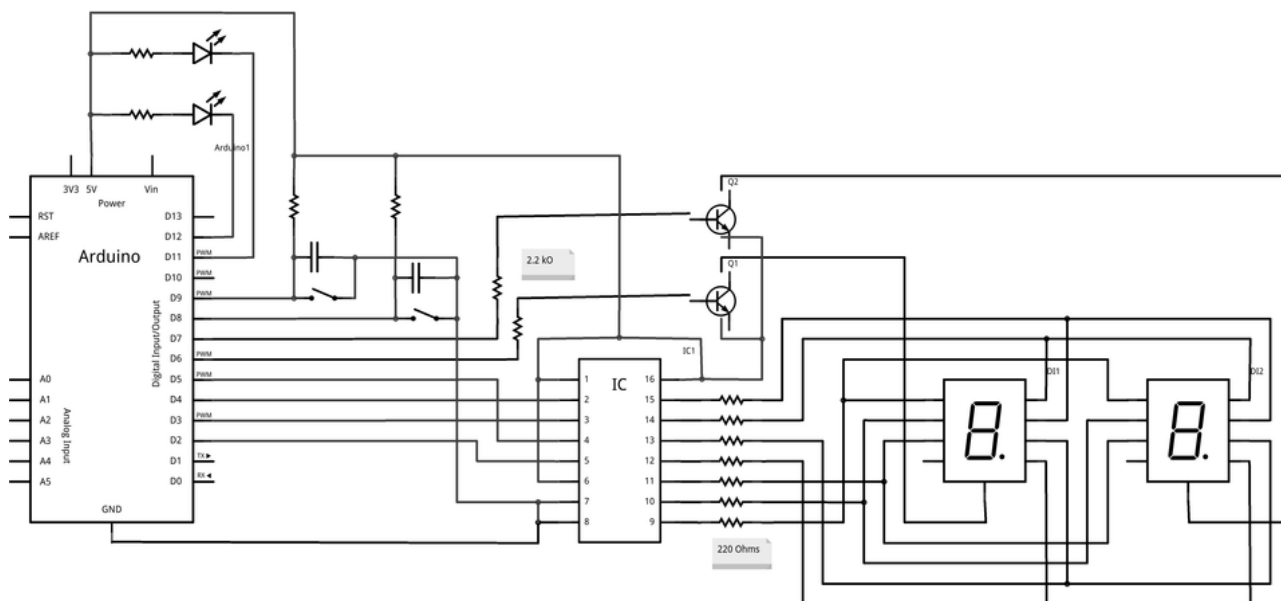 Arduino1
3V3 5V Vin
Power
RST
AREF
Arduino
D13
D12
D11 PWM
D10 PWM
D9 PWM
D8
D7
D6 PWM
D5 PWM
D4
D3 PWM
D2
D1 TX ▶
D0 RX ◀
Digital Input/Output
A0
A1
A2
A3
A4
A5
Analog Input
GND
2.2 kO
Q2
Q1
IC1
IC
1 16
2 15
3 14
4 13
5 12
6 11
7 10
8 9
220 Ohms
DI1
DI2
8.
8.